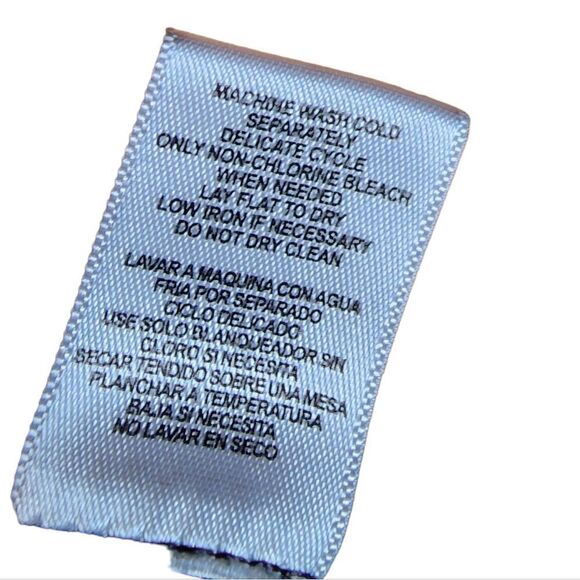 MACHINE WASH COLD
SEPARATELY
DELICATE CYCLE
ONLY NON-CHLORINE BLEACH
WHEN NEEDED
LAY FLAT TO DRY
LOW IRON IF NECESSARY
DO NOT DRY CLEAN
LAVAR A MAQUINA CON AGUA
FRIA POR SEPARADO
CICLO DELICADO
USE SOLO BLANQUEADOR SIN
CLORO SI NECESITA
SECAR TENDIDO SOBRE UNA MESA
PLANCHAR A TEMPERATURA
BAJA SI NECESITA
NO LAVAR EN SECO